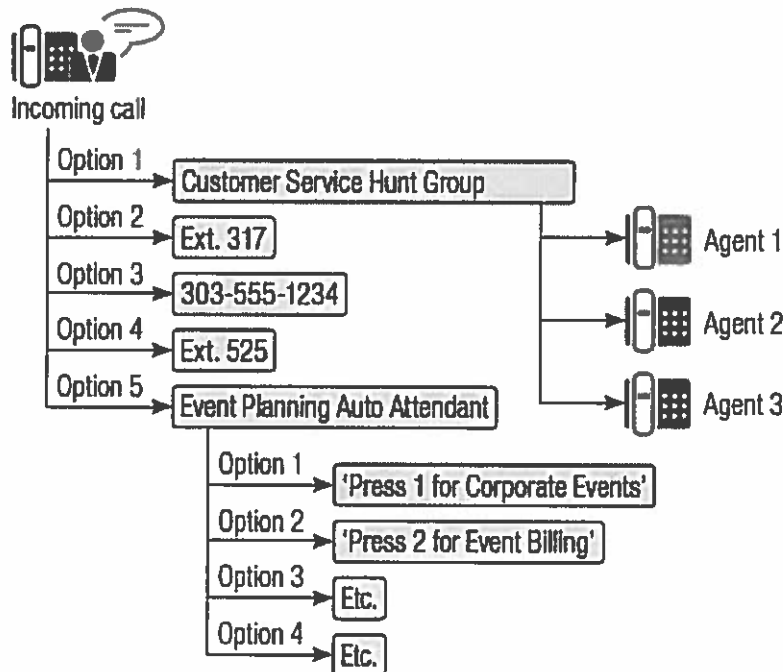 Incoming call
Option 1
Customer Service Hunt Group
Option 2
Ext. 317
Agent 1
Option 3
303-555-1234
Agent 2
Option 4
Ext. 525
Option 5
Event Planning Auto Attendant
Agent 3
Option 1
'Press 1 for Corporate Events'
Option 2
'Press 2 for Event Billing'
Option 3
Etc.
Option 4
Etc.